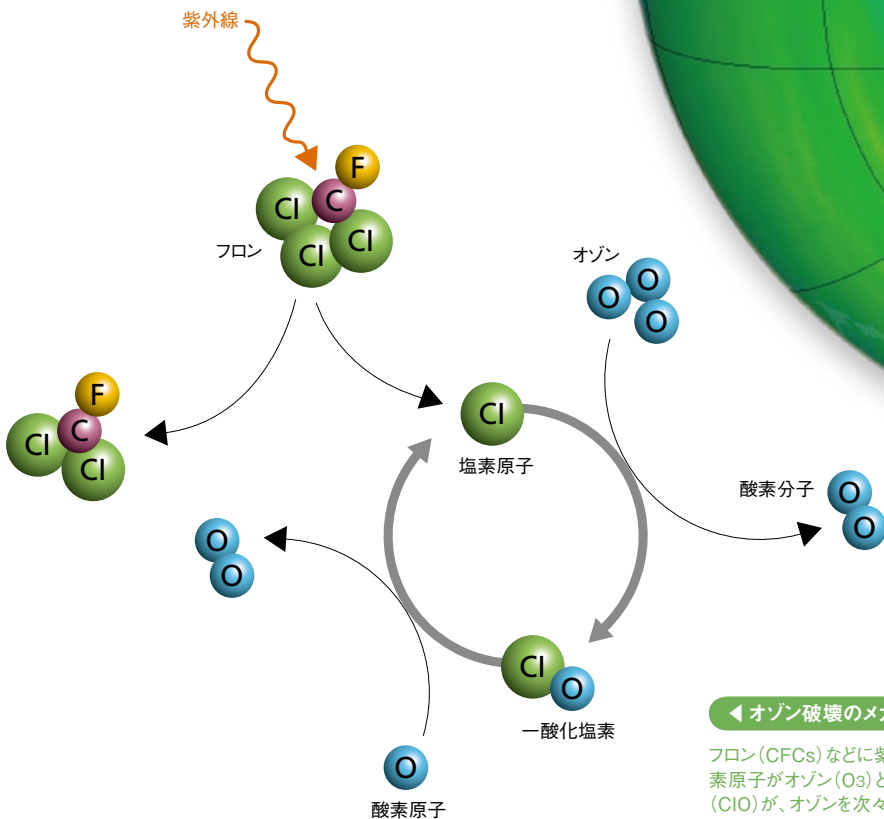 紫外線
F
Cl
C
Cl
Cl
フロン
オゾン
O
O
O
F
Cl
C
Cl
Cl
塩素原子
酸素分子
O
O
O
O
Cl
O
一酸化塩素
O
酸素原子
◀オゾン破壊のメ
フロン(CFCs)などに紫
素原子がオゾン(O3)と
(ClO)が、オゾンを次々